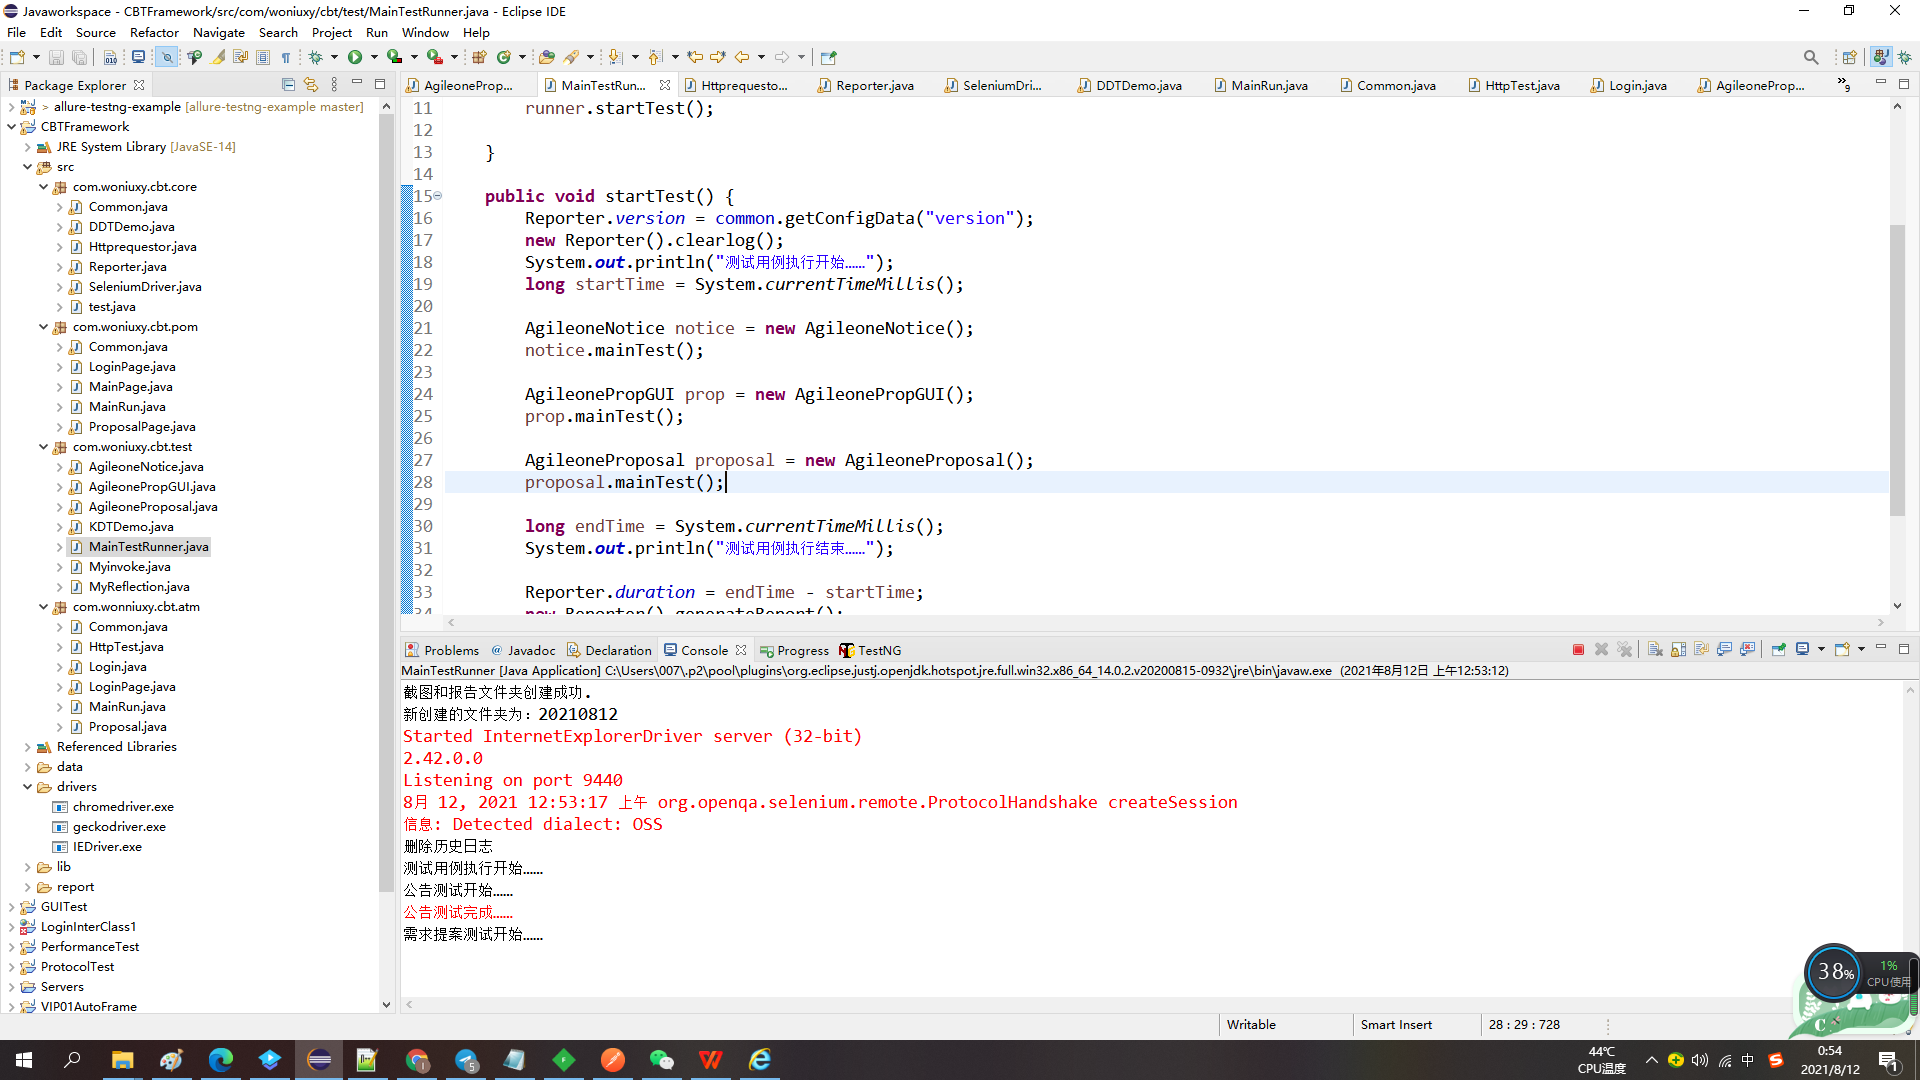 Javaworkspace - CBTFramework/src/com/woniuxy/cbt/test/MainTestRunner.java - Eclipse IDE
File Edit Source Refactor Navigate Search Project Run Window Help
Package Explorer
> allure-testng-example [allure-testng-example master]
CBTFramework
JRE System Library [JavaSE-14]
src
com.woniuxy.cbt.core
Common.java
DDTDemo.java
Httprequestor.java
Reporter.java
SeleniumDriver.java
test.java
com.woniuxy.cbt.pom
Common.java
LoginPage.java
MainPage.java
MainRun.java
ProposalPage.java
com.woniuxy.cbt.test
AgileoneNotice.java
AgileonePropGUI.java
AgileoneProposal.java
KDTDemo.java
MainTestRunner.java
Myinvoke.java
MyReflection.java
com.wonniuxy.cbt.atm
Common.java
HttpTest.java
Login.java
LoginPage.java
MainRun.java
Proposal.java
Referenced Libraries
data
drivers
chromedriver.exe
geckodriver.exe
IEDriver.exe
lib
report
GUITest
LoginInterClass1
PerformanceTest
ProtocolTest
Servers
VIP01AutoFrame
AgileoneProp... MainTestRun... Httprequesto... Reporter.java SeleniumDri... DDTDemo.java MainRun.java Common.java HttpTest.java Login.java AgileoneProp... »9
11 runner.startTest();
12
13 }
14
15 public void startTest() {
16 Reporter.version = common.getConfigData("version");
17 new Reporter().clearlog();
18 System.out.println("测试用例执行开始……");
19 long startTime = System.currentTimeMillis();
20
21 AgileoneNotice notice = new AgileoneNotice();
22 notice.mainTest();
23
24 AgileonePropGUI prop = new AgileonePropGUI();
25 prop.mainTest();
26
27 AgileoneProposal proposal = new AgileoneProposal();
28 proposal.mainTest();
29
30 long endTime = System.currentTimeMillis();
31 System.out.println("测试用例执行结束……");
32
33 Reporter.duration = endTime - startTime;
34 new Reporter().generateReport();
Problems @ Javadoc Declaration Console Progress TestNG
MainTestRunner [Java Application] C:\Users\007\.p2\pool\plugins\org.eclipse.justj.openjdk.hotspot.jre.full.win32.x86_64_14.0.2.v20200815-0932\jre\bin\javaw.exe (2021年8月12日 上午12:53:12)
截图和报告文件夹创建成功.
新创建的文件夹为：20210812
Started InternetExplorerDriver server (32-bit)
2.42.0.0
Listening on port 9440
8月 12, 2021 12:53:17 上午 org.openqa.selenium.remote.ProtocolHandshake createSession
信息: Detected dialect: OSS
删除历史日志
测试用例执行开始……
公告测试开始……
公告测试完成……
需求提案测试开始……
38%
1%
CPU使用
Writable Smart Insert 28 : 29 : 728
44℃
CPU温度
中
0:54
2021/8/12